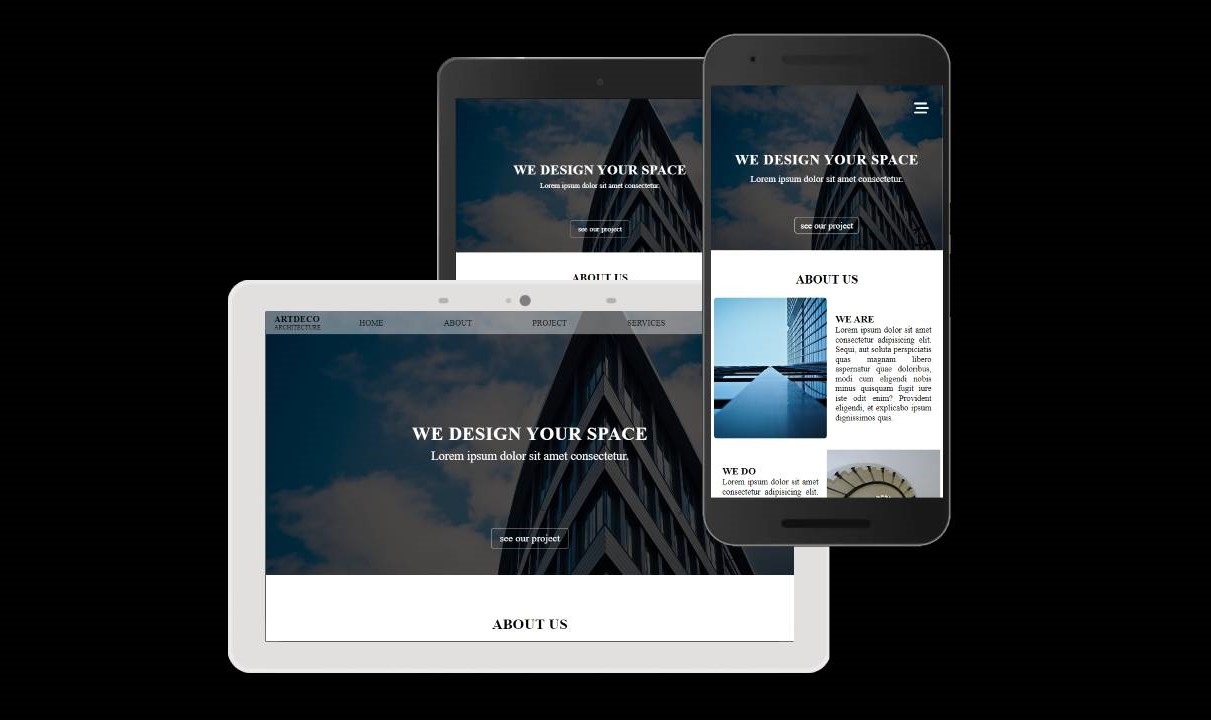 WE DESIGN YOUR SPACE
Lorem ipsum dolor sit amet consectetur.
see our project
ABOUT US
WE DESIGN YOUR SPACE
Lorem ipsum dolor sit amet consectetur.
see our project
ABOUT US
WE ARE
Lorem ipsum dolor sit amet
consectetur adipisicing elit.
Sequi, aut soluta perspiciatis
quas magnam libero
aspernatur quae doloribus,
modi cum eligendi nobis
minus quisquam fugit iure
iste odit enim? Provident
eligendi, et explicabo ipsum
dignissimos quis.
WE DO
Lorem ipsum dolor sit amet
consectetur adipisicing elit.
ARTDECO
ARCHITECTURE
HOME
ABOUT
PROJECT
SERVICES
WE DESIGN YOUR SPACE
Lorem ipsum dolor sit amet consectetur.
see our project
ABOUT US